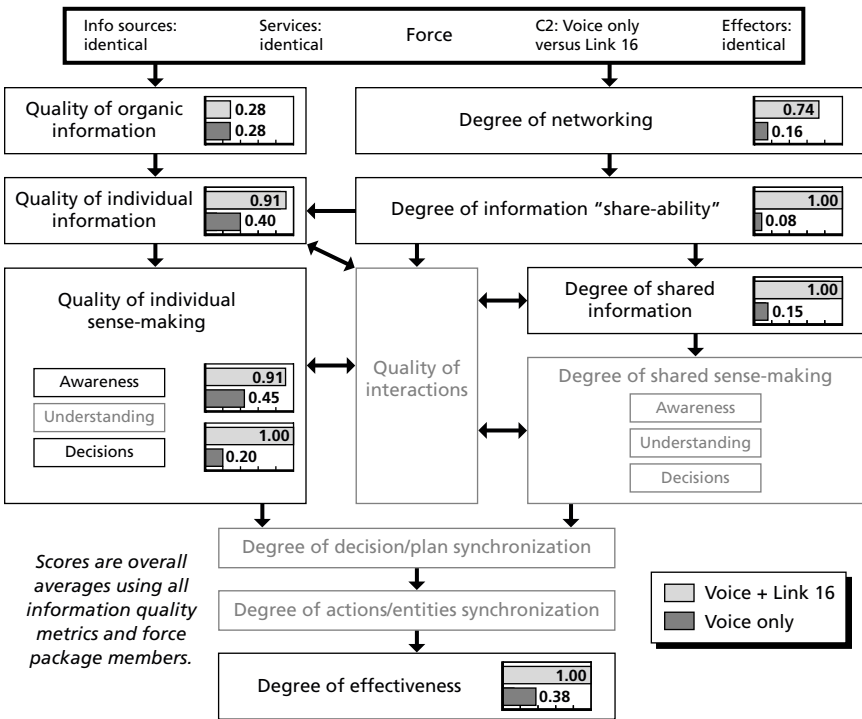 Info sources:
identical
Services:
identical
Force
C2: Voice only
versus Link 16
Effectors:
identical
Quality of organic
information
0.28
0.28
Degree of networking
0.74
0.16
Quality of individual
information
0.91
0.40
Degree of information “share-ability”
1.00
0.08
Quality of individual
sense-making
Awareness
0.91
0.45
Understanding
Decisions
1.00
0.20
Quality of
interactions
Degree of shared
information
1.00
0.15
Degree of shared sense-making
Awareness
Understanding
Decisions
Degree of decision/plan synchronization
Degree of actions/entities synchronization
Scores are overall
averages using all
information quality
metrics and force
package members.
Voice + Link 16
Voice only
Degree of effectiveness
1.00
0.38